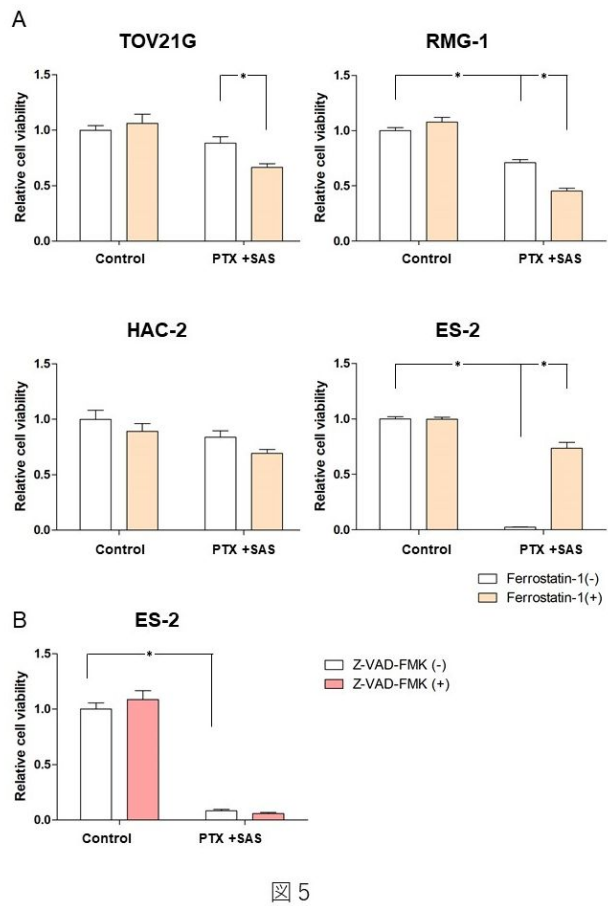 A
TOV21G
RMG-1
Relative cell viability
1.5
1.0
0.5
0.0
*
Control
PTX +SAS
Relative cell viability
1.5
1.0
0.5
0.0
*
*
Control
PTX +SAS
HAC-2
ES-2
Relative cell viability
1.5
1.0
0.5
0.0
Control
PTX +SAS
Relative cell viability
1.5
1.0
0.5
0.0
*
*
Control
PTX +SAS
Ferrostatin-1(-)
Ferrostatin-1(+)
B
ES-2
Relative cell viability
1.5
1.0
0.5
0.0
*
Control
PTX +SAS
Z-VAD-FMK (-)
Z-VAD-FMK (+)
図 5